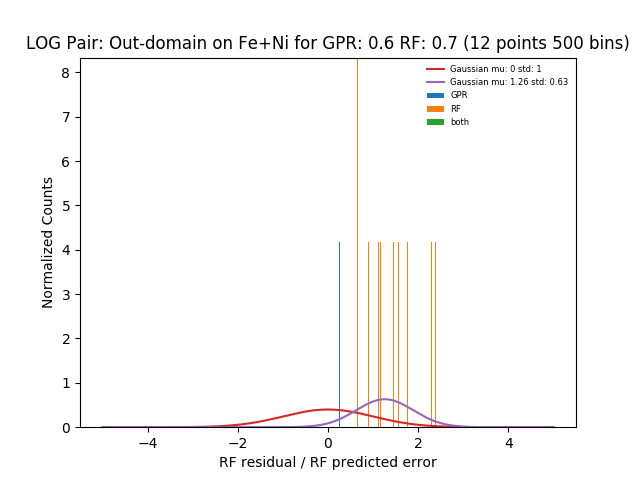 LOG Pair: Out-domain on Fe+Ni for GPR: 0.6 RF: 0.7 (12 points 500 bins)
Gaussian mu: 0 std: 1
Gaussian mu: 1.26 std: 0.63
GPR
RF
both
Normalized Counts
8
7
6
5
4
3
2
1
0
−4
−2
0
2
4
RF residual / RF predicted error